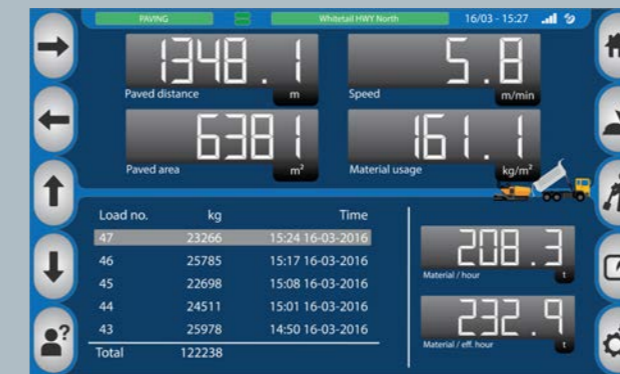 PAVING Whitetail HWY North 16/03 - 15:27
1348.1 5.8
Paved distance m Speed m/min
6381 161.1
Paved area m² Material usage kg/m²
Load no. kg Time
47 23266 15:24 16-03-2016
46 25785 15:17 16-03-2016
45 22698 15:08 16-03-2016
44 24511 15:01 16-03-2016
43 25978 14:50 16-03-2016
Total 122238
208.3
Material / hour t
232.9
Material / eff. hour t
?